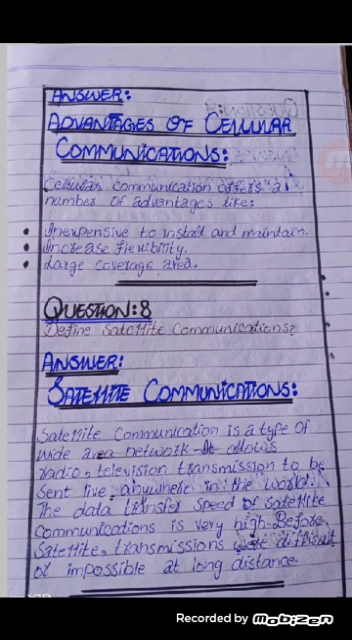 ANSWER:
ADVANTAGES OF CELLULAR
COMMUNICATIONS:
Cellular communication offers a
number of advantages like:
• Inexpensive to install and maintain.
• Increase flexibility.
• Large coverage area.
QUESTION:8
Define Satellite Communications?
ANSWER:
SATELLITE COMMUNICATIONS:
Satellite Communication is a type of
wide area network. It allows
radio, television transmission to be
sent live anywhere in the world.
The data transfer speed of satellite
communications is very high. Before
Satellite, transmissions were difficult
or impossible at long distance.
Recorded by mobizen